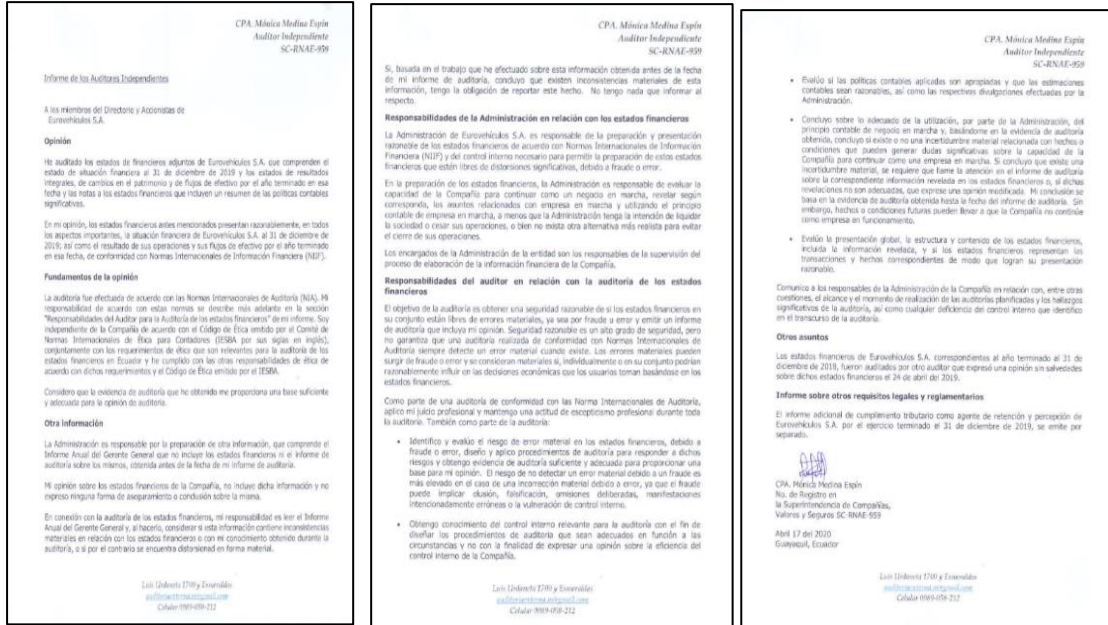 CPA. Mónica Medina Espín
Auditor Independiente
SC-RNAE-959
Informe de los Auditores Independientes
A los miembros del Directorio y Accionistas de
Eurovehículos S.A.
Opinión
He auditado los estados de financieros adjuntos de Eurovehículos S.A. que comprenden el
estado de situación financiera al 31 de diciembre de 2019 y los estados de resultados
integrales, de cambios en el patrimonio y de flujos de efectivo por el año terminado en esa
fecha y las notas a los estados financieros que incluyen un resumen de las políticas contables
significativas.
En mi opinión, los estados financieros antes mencionados presentan razonablemente, en todos
los aspectos importantes, la situación financiera de Eurovehículos S.A. al 31 de diciembre de
2019; así como el resultado de sus operaciones y sus flujos de efectivo por el año terminado
en esa fecha, de conformidad con Normas Internacionales de Información Financiera (NIIF).
Fundamentos de la opinión
La auditoría fue efectuada de acuerdo con las Normas Internacionales de Auditoría (NIA). Mi
responsabilidad de acuerdo con estas normas se describe más adelante en la sección
"Responsabilidades del Auditor para la Auditoría de los estados financieros" de mi informe. Soy
independiente de la Compañía de acuerdo con el Código de Ética emitido por el Comité de
Normas Internacionales de Ética para Contadores (IESBA por sus siglas en inglés),
conjuntamente con los requerimientos de ética que son relevantes para la auditoría de los
estados financieros en Ecuador y he cumplido con las otras responsabilidades de ética de
acuerdo con dichos requerimientos y el Código de Ética emitido por el IESBA.
Considero que la evidencia de auditoría que he obtenido me proporciona una base suficiente
y adecuada para la opinión de auditoría.
Otra información
La Administración es responsable por la preparación de otra información, que comprende el
Informe Anual del Gerente General que no incluye los estados financieros ni el informe de
auditoría sobre los mismos, obtenida antes de la fecha de mi informe de auditoría.
Mi opinión sobre los estados financieros de la Compañía, no incluye dicha información y no
expreso ninguna forma de aseguramiento o conclusión sobre la misma.
En conexión con la auditoría de los estados financieros, mi responsabilidad es leer el Informe
Anual del Gerente General y, al hacerlo, considerar si esta información contiene inconsistencias
materiales en relación con los estados financieros o con mi conocimiento obtenido durante la
auditoría, o si por el contrario se encuentra distorsionada en forma material.
Luis Urdaneta 1700 y Esmeraldas
Celular 0989-058-212
CPA. Mónica Medina Espín
Auditor Independiente
SC-RNAE-959
Si, basada en el trabajo que he efectuado sobre esta información obtenida antes de la fecha
de mi informe de auditoría, concluyo que existen inconsistencias materiales de esta
información, tengo la obligación de reportar este hecho. No tengo nada que informar al
respecto.
Responsabilidades de la Administración en relación con los estados financieros
La Administración de Eurovehículos S.A. es responsable de la preparación y presentación
razonable de los estados financieros de acuerdo con Normas Internacionales de Información
Financiera (NIIF) y del control interno necesario para permitir la preparación de estos estados
financieros que están libres de distorsiones significativas, debido a fraude o error.
En la preparación de los estados financieros, la Administración es responsable de evaluar la
capacidad de la Compañía para continuar como un negocio en marcha, revelar según
corresponda, los asuntos relacionados con empresa en marcha y utilizando el principio
contable de empresa en marcha, a menos que la Administración tenga la intención de liquidar
la sociedad o cesar sus operaciones, o bien no exista otra alternativa más realista para evitar
el cierre de sus operaciones.
Los encargados de la Administración de la entidad son los responsables de la supervisión del
proceso de elaboración de la información financiera de la Compañía.
Responsabilidades del auditor en relación con la auditoría de los estados
financieros
El objetivo de la auditoría es obtener una seguridad razonable de si los estados financieros en
su conjunto están libres de errores materiales, ya sea por fraude o error y emitir un informe
de auditoría que incluya mi opinión. Seguridad razonable es un alto grado de seguridad, pero
no garantiza que una auditoría realizada de conformidad con Normas Internacionales de
Auditoría siempre detecte un error material cuando existe. Los errores materiales pueden
surgir de fraude o error y se consideran materiales si, individualmente o en su conjunto podrían
razonablemente influir en las decisiones económicas que los usuarios toman basándose en los
estados financieros.
Como parte de una auditoría de conformidad con las Norma Internacionales de Auditoría,
aplico mi juicio profesional y mantengo una actitud de escepticismo profesional durante toda
la auditoría. También como parte de la auditoría:
• Identifico y evalúo el riesgo de error material en los estados financieros, debido a
fraude o error, diseño y aplico procedimientos de auditoría para responder a dichos
riesgos y obtengo evidencia de auditoría suficiente y adecuada para proporcionar una
base para mi opinión. El riesgo de no detectar un error material debido a un fraude es
más elevado en el caso de una incorrección material debido a error, ya que el fraude
puede implicar colusión, falsificación, omisiones deliberadas, manifestaciones
intencionadamente erróneas o la vulneración de control interno.
• Obtengo conocimiento del control interno relevante para la auditoría con el fin de
diseñar los procedimientos de auditoría que sean adecuados en función a las
circunstancias y no con la finalidad de expresar una opinión sobre la eficiencia del
control interno de la Compañía.
Luis Urdaneta 1700 y Esmeraldas
Celular 0989-058-212
CPA. Mónica Medina Espín
Auditor Independiente
SC-RNAE-959
• Evalúo si las políticas contables aplicadas son apropiadas y que las estimaciones
contables sean razonables, así como las respectivas divulgaciones efectuadas por la
Administración.
• Concluyo sobre lo adecuado de la utilización, por parte de la Administración, del
principio contable de negocio en marcha y, basándome en la evidencia de auditoría
obtenida, concluyo si existe o no una incertidumbre material relacionada con hechos o
condiciones que pueden generar dudas significativas sobre la capacidad de la
Compañía para continuar como una empresa en marcha. Si concluyo que existe una
incertidumbre material, se requiere que llame la atención en el informe de auditoría
sobre la correspondiente información revelada en los estados financieros o, si dichas
revelaciones no son adecuadas, que exprese una opinión modificada. Mi conclusión se
basa en la evidencia de auditoría obtenida hasta la fecha del informe de auditoría. Sin
embargo, hechos o condiciones futuras pueden llevar a que la Compañía no continúe
como empresa en funcionamiento.
• Evalúo la presentación global, la estructura y contenido de los estados financieros,
incluida la información revelada, y si los estados financieros representan las
transacciones y hechos correspondientes de modo que logran su presentación
razonable.
Comunico a los responsables de la Administración de la Compañía en relación con, entre otras
cuestiones, el alcance y el momento de realización de las auditorías planificadas y los hallazgos
significativos de la auditoría, así como cualquier deficiencia del control interno que identifico
en el transcurso de la auditoría.
Otros asuntos
Los estados financieros de Eurovehículos S.A. correspondientes al año terminado al 31 de
diciembre de 2018, fueron auditados por otro auditor que expresó una opinión sin salvedades
sobre dichos estados financieros el 24 de abril del 2019.
Informe sobre otros requisitos legales y reglamentarios
El informe adicional de cumplimiento tributario como agente de retención y percepción de
Eurovehículos S.A. por el ejercicio terminado el 31 de diciembre de 2019, se emite por
separado.
CPA. Mónica Medina Espín
No. de Registro en
la Superintendencia de Compañías,
Valores y Seguros SC-RNAE-959
Abril 17 del 2020
Guayaquil, Ecuador
Luis Urdaneta 1700 y Esmeraldas
Celular 0989-058-212